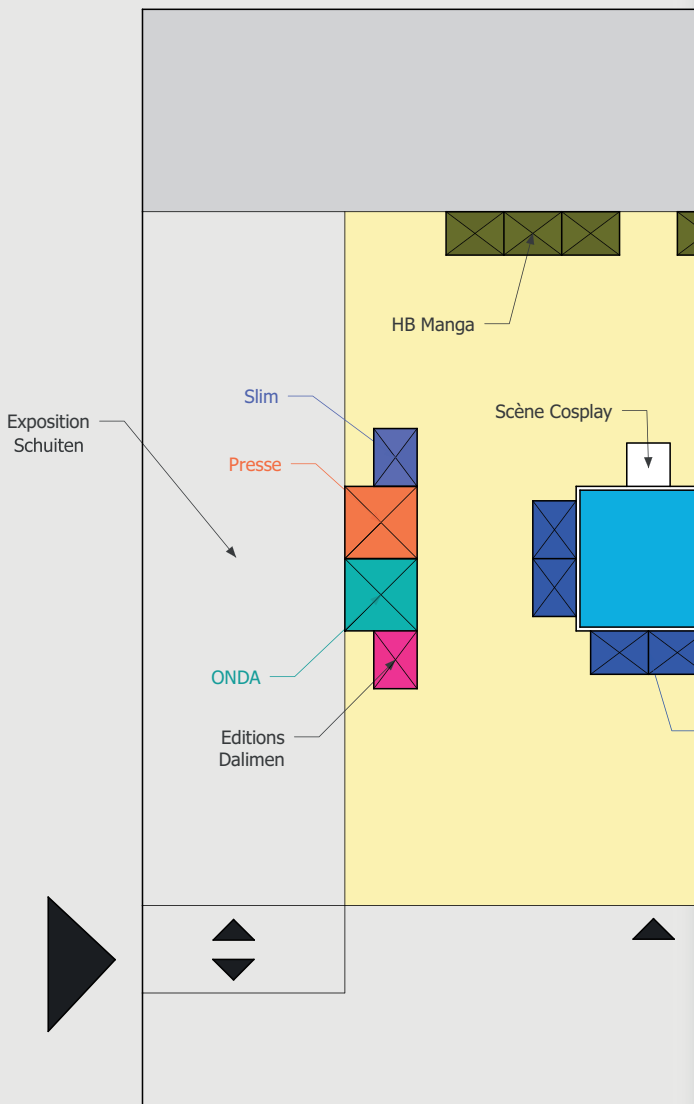 HB Manga
Slim
Scène Cosplay
Exposition
Schuiten
Presse
ONDA
Editions
Dalimen